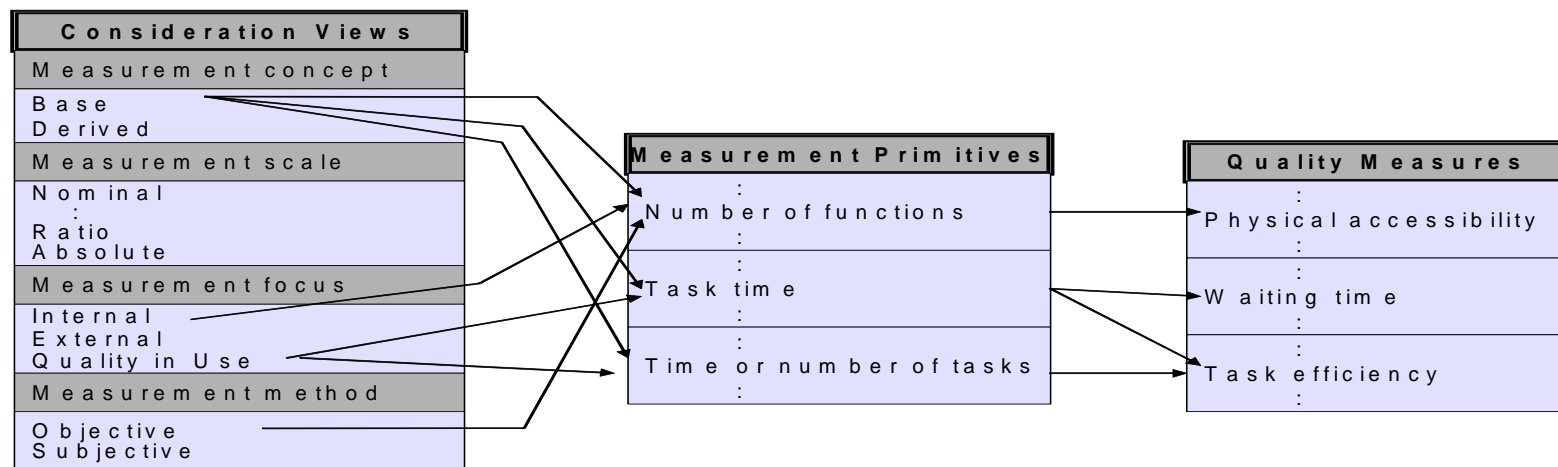 Consideration Views
Measurement concept
Base
Derived
Measurement scale
Nominal
:
Ratio
Absolute
Measurement focus
Internal
External
Quality in Use
Measurement method
Objective
Subjective
Measurement Primitives
:
Number of functions
:
:
Task time
:
:
Time or number of tasks
:
Quality Measures
:
Physical accessibility
:
:
Waiting time
:
:
Task efficiency
: